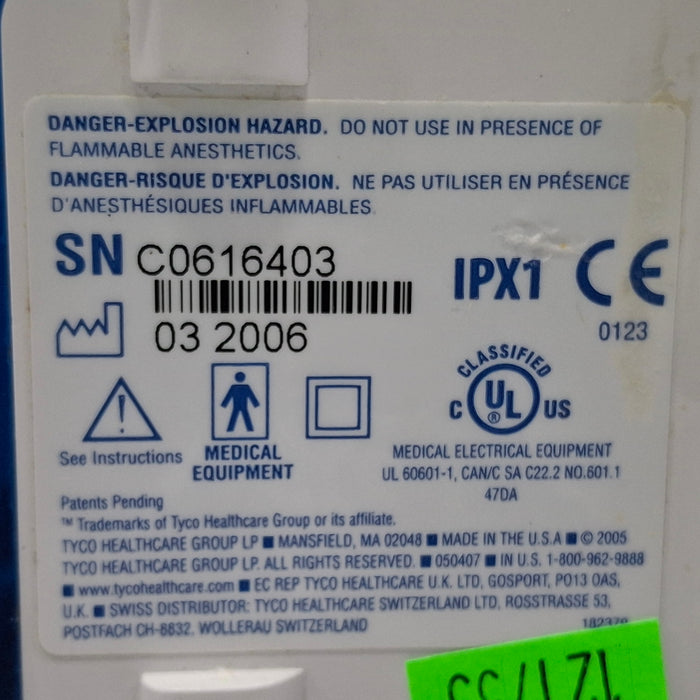 DANGER-EXPLOSION HAZARD. DO NOT USE IN PRESENCE OF
FLAMMABLE ANESTHETICS.
DANGER-RISQUE D'EXPLOSION. NE PAS UTILISER EN PRÉSENCE
D'ANESTHÉSIQUES INFLAMMABLES.
SN C0616403
IPX1 CE
03 2006
0123
CLASSIFIED
C UL ® US
See Instructions
MEDICAL
EQUIPMENT
MEDICAL ELECTRICAL EQUIPMENT
UL 60601-1, CAN/C SA C22.2 NO.601.1
47DA
Patents Pending
™ Trademarks of Tyco Healthcare Group or its affiliate.
TYCO HEALTHCARE GROUP LP ■ MANSFIELD, MA 02048 ■ MADE IN THE U.S.A ■ © 2005
TYCO HEALTHCARE GROUP LP. ALL RIGHTS RESERVED. ■ 050407 ■ IN U.S. 1-800-962-9888
■ www.tycohealthcare.com ■ EC REP TYCO HEALTHCARE U.K. LTD, GOSPORT, PO13 OAS,
U.K. ■ SWISS DISTRIBUTOR: TYCO HEALTHCARE SWITZERLAND LTD, ROSSTRASSE 53,
POSTFACH CH-8832, WOLLERAU SWITZERLAND